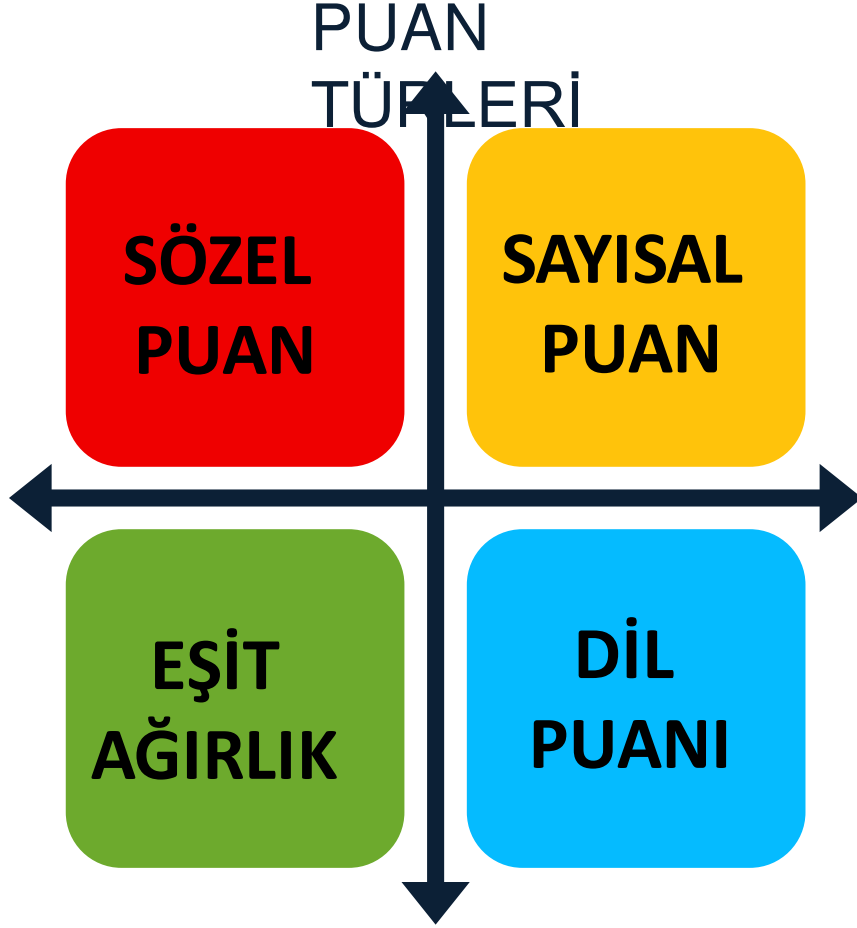 PUAN
TÜRLERİ
SÖZEL
PUAN
SAYISAL
PUAN
EŞİT
AĞIRLIK
DİL
PUANI